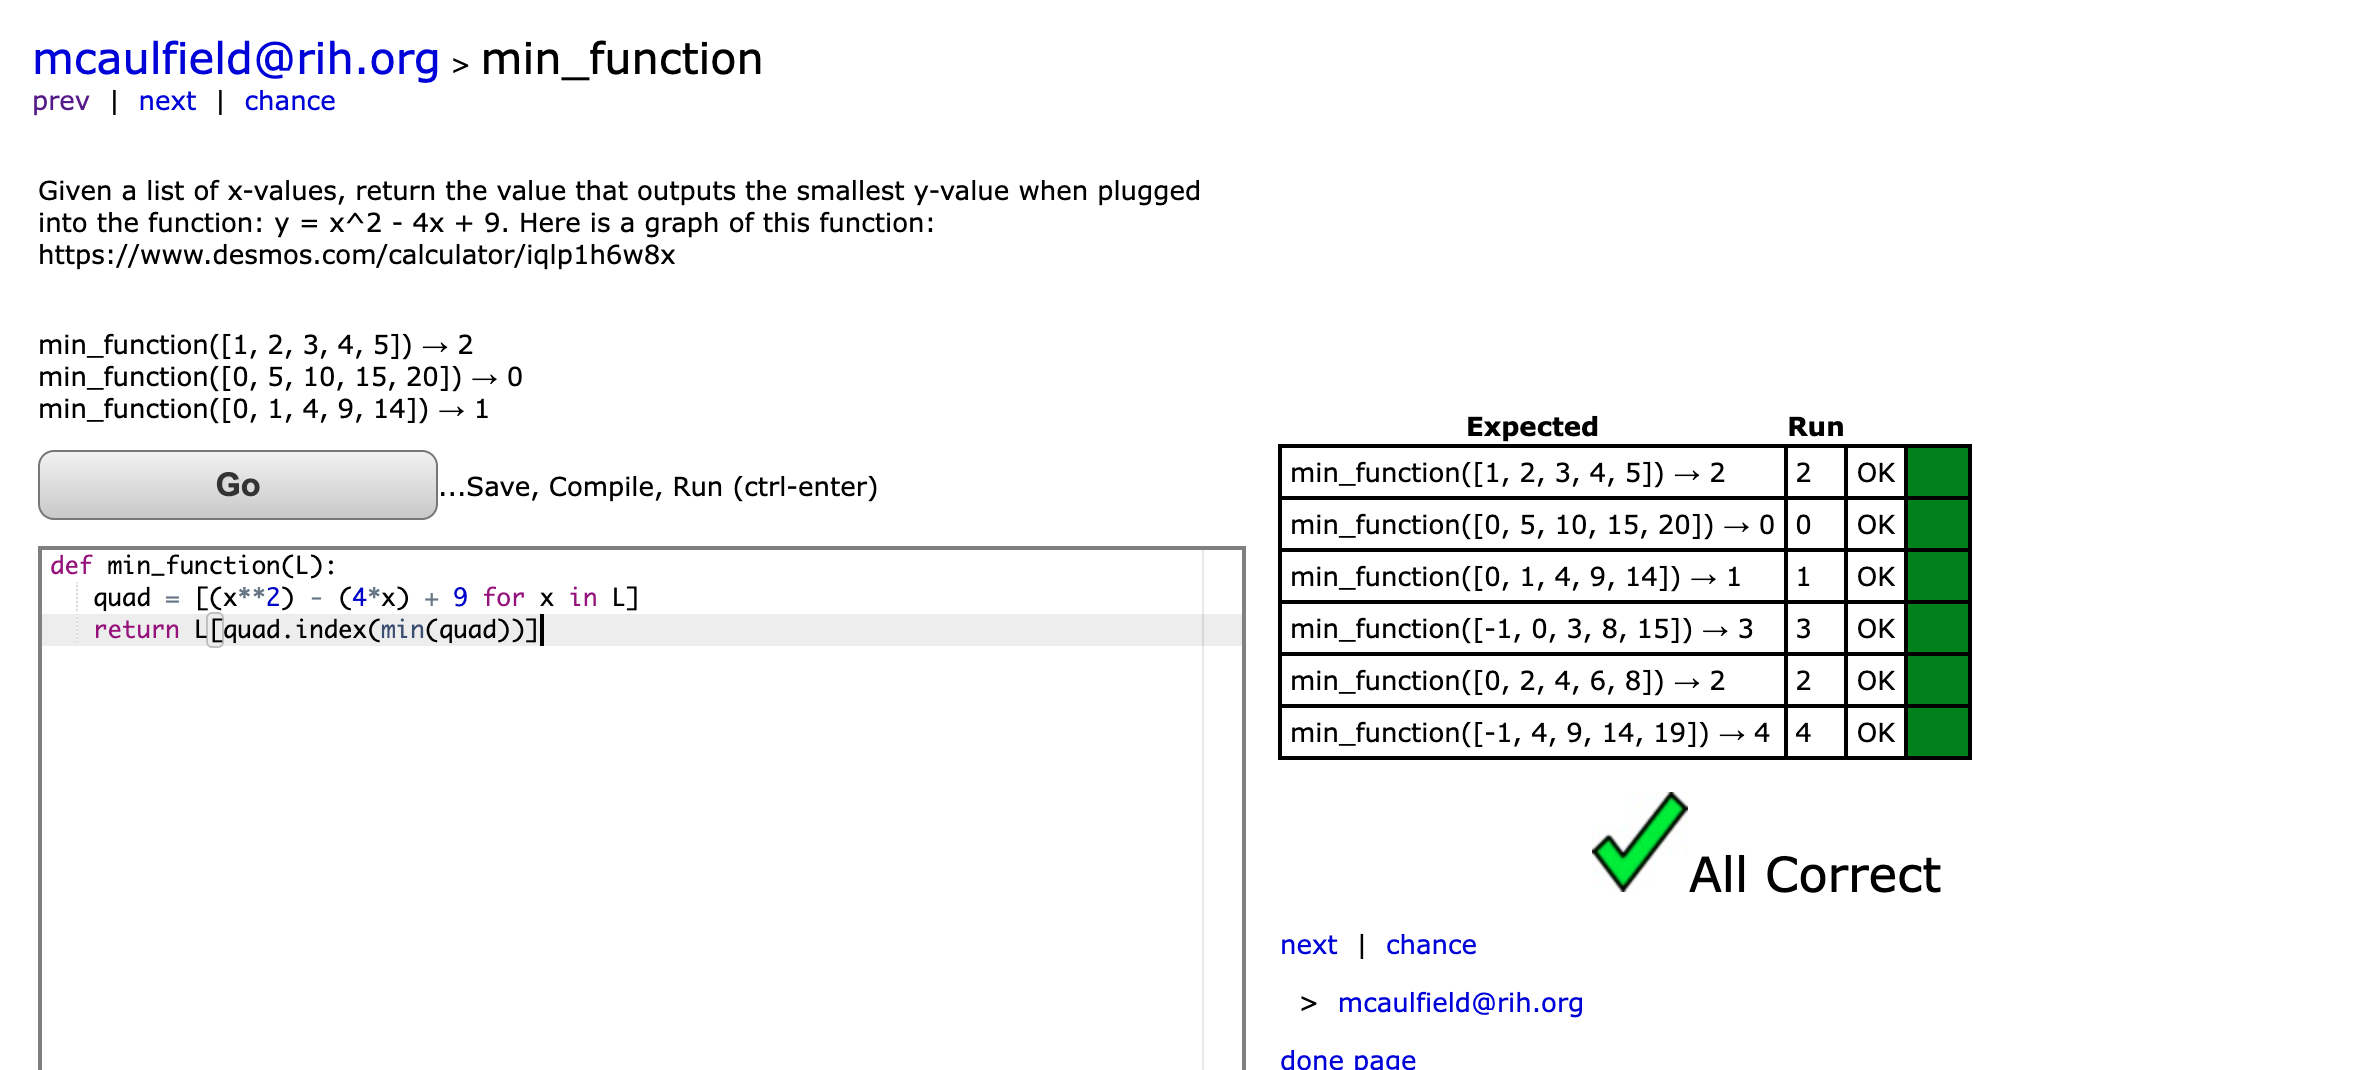 mcaulfield@rih.org > min_function
prev | next | chance
Given a list of x-values, return the value that outputs the smallest y-value when plugged
into the function: y = x^2 - 4x + 9. Here is a graph of this function:
https://www.desmos.com/calculator/iqlp1h6w8x
min_function([1, 2, 3, 4, 5]) → 2
min_function([0, 5, 10, 15, 20]) → 0
min_function([0, 1, 4, 9, 14]) → 1
Go ...Save, Compile, Run (ctrl-enter)
def min_function(L):
    quad = [(x**2) - (4*x) + 9 for x in L]
    return L[quad.index(min(quad))]
Expected Run
min_function([1, 2, 3, 4, 5]) → 2 2 OK
min_function([0, 5, 10, 15, 20]) → 0 0 OK
min_function([0, 1, 4, 9, 14]) → 1 1 OK
min_function([-1, 0, 3, 8, 15]) → 3 3 OK
min_function([0, 2, 4, 6, 8]) → 2 2 OK
min_function([-1, 4, 9, 14, 19]) → 4 4 OK
All Correct
next | chance
> mcaulfield@rih.org
done page